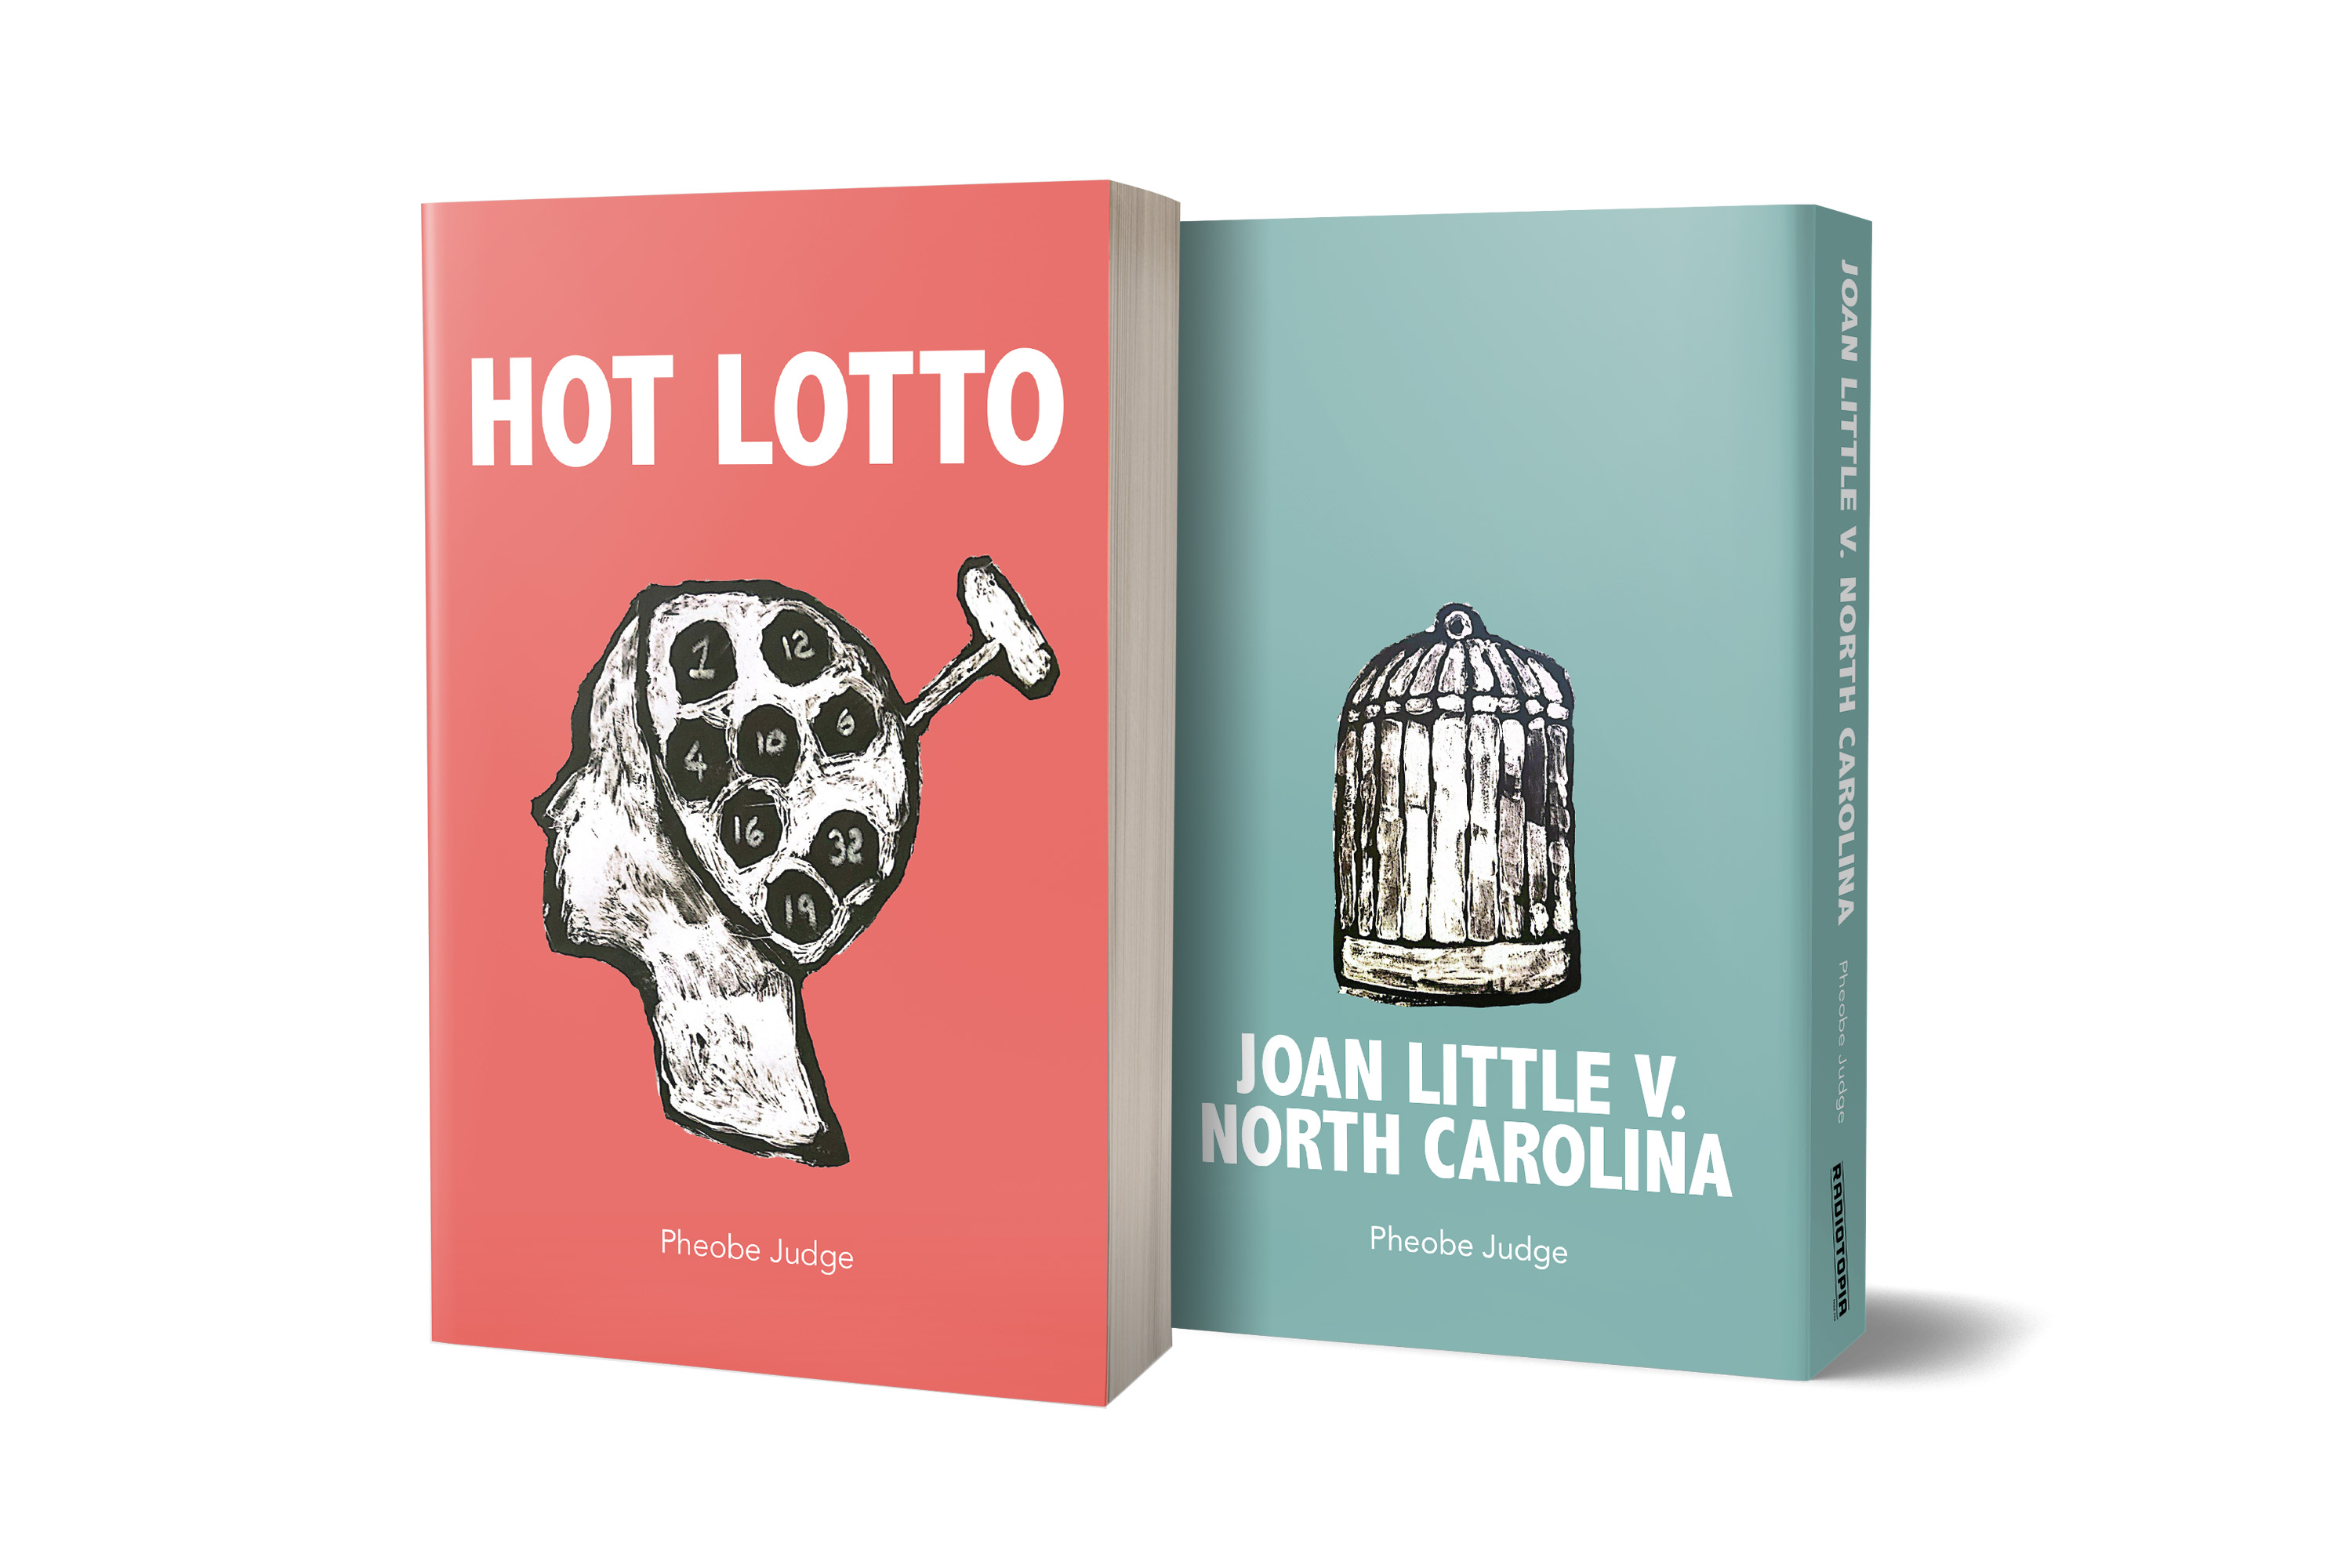 HOT LOTTO
1
12
4
10
6
16
32
19
Pheobe Judge
JOAN LITTLE V.
NORTH CAROLINA
Pheobe Judge
JOAN LITTLE V. NORTH CAROLINA
Pheobe Judge
RADIOTOPIA